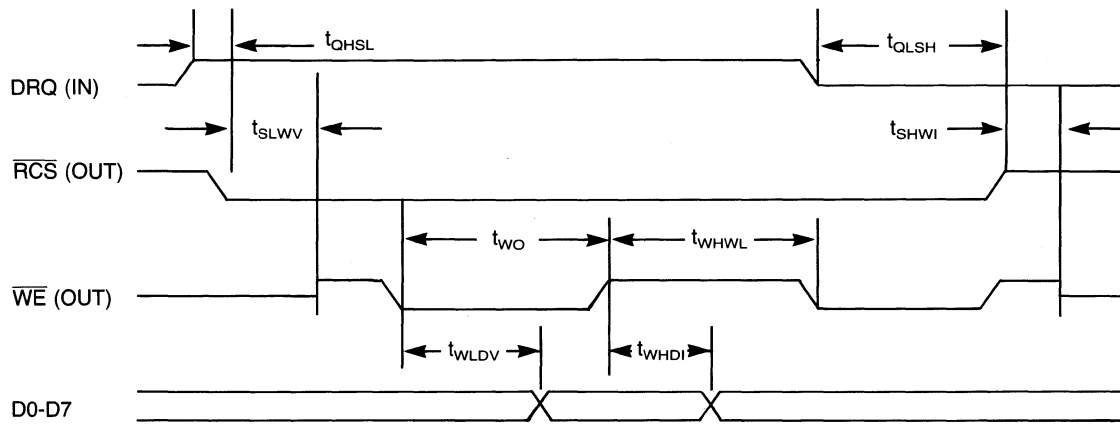 tQHSL
tQLSH
DRQ (IN)
tSLWV
tSHWI
RCS (OUT)
tWO
tWHWL
WE (OUT)
tWLDV
tWHDI
D0-D7